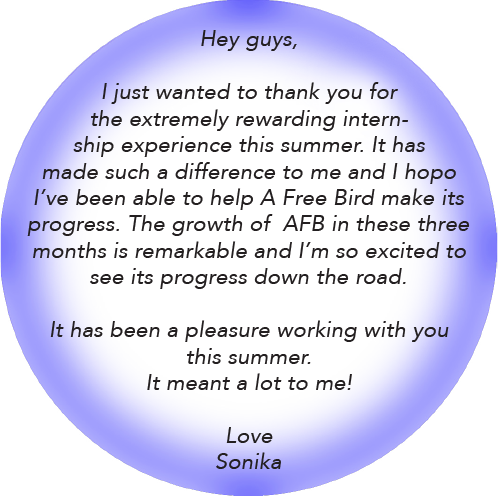 Hey guys,
I just wanted to thank you for
the extremely rewarding intern-
ship experience this summer. It has
made such a difference to me and I hopo
I've been able to help A Free Bird make its
progress. The growth of  AFB in these three
months is remarkable and I'm so excited to
see its progress down the road.
It has been a pleasure working with you
this summer.
It meant a lot to me!
Love
Sonika